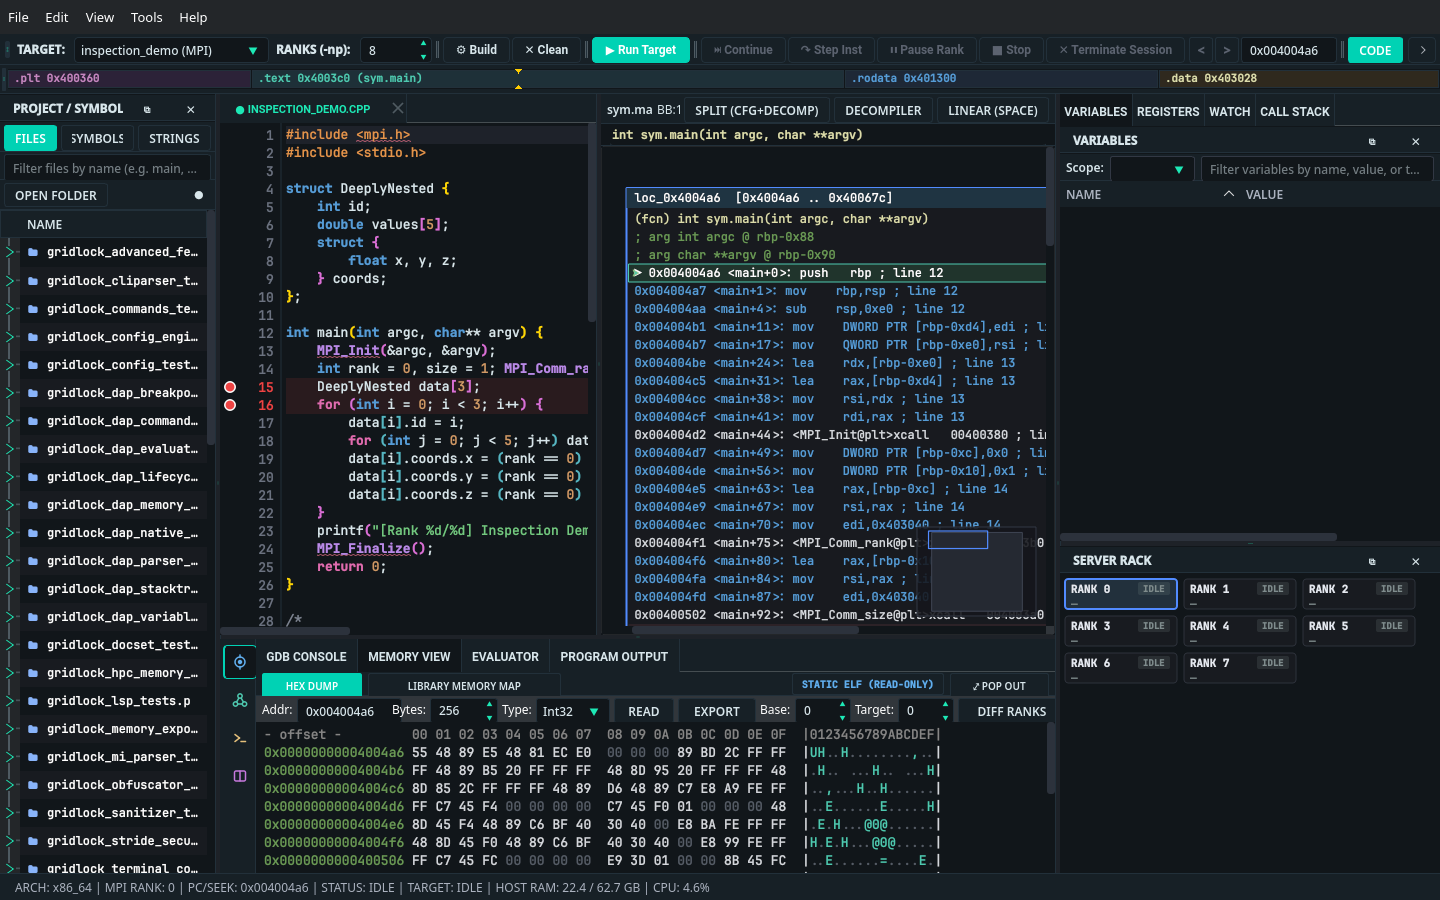 File Edit View Tools Help
TARGET: inspection_demo (MPI) RANKS (-np): 8 Build Clean Run Target Continue Step Inst Pause Rank Stop Terminate Session < > 0x004004a6 CODE >
.plt 0x400360 .text 0x4003c0 (sym.main) .rodata 0x401300 .data 0x403028
PROJECT / SYMBOL
FILES SYMBOLS STRINGS
Filter files by name (e.g. main, ...
OPEN FOLDER
NAME
gridlock_advanced_fe...
gridlock_cliparser_t...
gridlock_commands_te...
gridlock_config_engi...
gridlock_config_test...
gridlock_dap_breakpo...
gridlock_dap_command...
gridlock_dap_evaluat...
gridlock_dap_lifecyc...
gridlock_dap_memory_...
gridlock_dap_native_...
gridlock_dap_parser_...
gridlock_dap_stacktr...
gridlock_dap_variabl...
gridlock_docset_test...
gridlock_hpc_memory_...
gridlock_lsp_tests.p
gridlock_memory_expo...
gridlock_mi_parser_t...
gridlock_obfuscator_...
gridlock_sanitizer_t...
gridlock_stride_secu...
gridlock_terminal_co...
INSPECTION_DEMO.CPP
1 #include <mpi.h>
2 #include <stdio.h>
3
4 struct DeeplyNested {
5 int id;
6 double values[5];
7 struct {
8 float x, y, z;
9 } coords;
10 };
11
12 int main(int argc, char** argv) {
13 MPI_Init(&argc, &argv);
14 int rank = 0, size = 1; MPI_Comm_ra
15 DeeplyNested data[3];
16 for (int i = 0; i < 3; i++) {
17 data[i].id = i;
18 for (int j = 0; j < 5; j++) dat
19 data[i].coords.x = (rank == 0)
20 data[i].coords.y = (rank == 0)
21 data[i].coords.z = (rank == 0)
22 }
23 printf("[Rank %d/%d] Inspection Dem
24 MPI_Finalize();
25 return 0;
26 }
27
28 /*
sym.ma BB:1 SPLIT (CFG+DECOMP) DECOMPILER LINEAR (SPACE)
int sym.main(int argc, char **argv)
loc_0x4004a6 [0x4004a6 .. 0x40067c]
(fcn) int sym.main(int argc, char **argv)
; arg int argc @ rbp-0x88
; arg char **argv @ rbp-0x90
0x004004a6 <main+0>: push rbp ; line 12
0x004004a7 <main+1>: mov rbp,rsp ; line 12
0x004004aa <main+4>: sub rsp,0xe0 ; line 12
0x004004b1 <main+11>: mov DWORD PTR [rbp-0xd4],edi ; li
0x004004b7 <main+17>: mov QWORD PTR [rbp-0xe0],rsi ; li
0x004004be <main+24>: lea rdx,[rbp-0xe0] ; line 13
0x004004c5 <main+31>: lea rax,[rbp-0xd4] ; line 13
0x004004cc <main+38>: mov rsi,rdx ; line 13
0x004004cf <main+41>: mov rdi,rax ; line 13
0x004004d2 <main+44>: <MPI_Init@plt>xcall 00400380 ; lin
0x004004d7 <main+49>: mov DWORD PTR [rbp-0xc],0x0 ; lin
0x004004de <main+56>: mov DWORD PTR [rbp-0x10],0x1 ; li
0x004004e5 <main+63>: lea rax,[rbp-0xc] ; line 14
0x004004e9 <main+67>: mov rsi,rax ; line 14
0x004004ec <main+70>: mov edi,0x403040 ; line 14
0x004004f1 <main+75>: <MPI_Comm_rank@plt
0x004004f6 <main+80>: lea rax,[rbp-0x1
0x004004fa <main+84>: mov rsi,rax ; l
0x004004fd <main+87>: mov edi,0x40304
0x00400502 <main+92>: <MPI_Comm_size@plt>xcall
GDB CONSOLE MEMORY VIEW EVALUATOR PROGRAM OUTPUT
HEX DUMP LIBRARY MEMORY MAP STATIC ELF (READ-ONLY) POP OUT
Addr: 0x004004a6 Bytes: 256 Type: Int32 READ EXPORT Base: 0 Target: 0 DIFF RANKS
- offset - 00 01 02 03 04 05 06 07 08 09 0A 0B 0C 0D 0E 0F |0123456789ABCDEF|
0x00000000004004a6 55 48 89 E5 48 81 EC E0 00 00 00 89 BD 2C FF FF |UH..H........,..|
0x00000000004004b6 FF 48 89 B5 20 FF FF FF 48 8D 95 20 FF FF FF 48 |.H.. ...H.. ...H|
0x00000000004004c6 8D 85 2C FF FF FF 48 89 D6 48 89 C7 E8 A9 FE FF |..,...H..H......|
0x00000000004004d6 FF C7 45 F4 00 00 00 00 C7 45 F0 01 00 00 00 48 |..E......E.....H|
0x00000000004004e6 8D 45 F4 48 89 C6 BF 40 30 40 00 E8 BA FE FF FF |.E.H...@0@......|
0x00000000004004f6 48 8D 45 F0 48 89 C6 BF 40 30 40 00 E8 99 FE FF |H.E.H...@0@.....|
0x0000000000400506 FF C7 45 FC 00 00 00 00 E9 3D 01 00 00 8B 45 FC |..E......=....E.|
VARIABLES REGISTERS WATCH CALL STACK
VARIABLES
Scope: Filter variables by name, value, or t...
NAME VALUE
SERVER RACK
RANK 0 IDLE RANK 1 IDLE RANK 2 IDLE
RANK 3 IDLE RANK 4 IDLE RANK 5 IDLE
RANK 6 IDLE RANK 7 IDLE
ARCH: x86_64 | MPI RANK: 0 | PC/SEEK: 0x004004a6 | STATUS: IDLE | TARGET: IDLE | HOST RAM: 22.4 / 62.7 GB | CPU: 4.6%